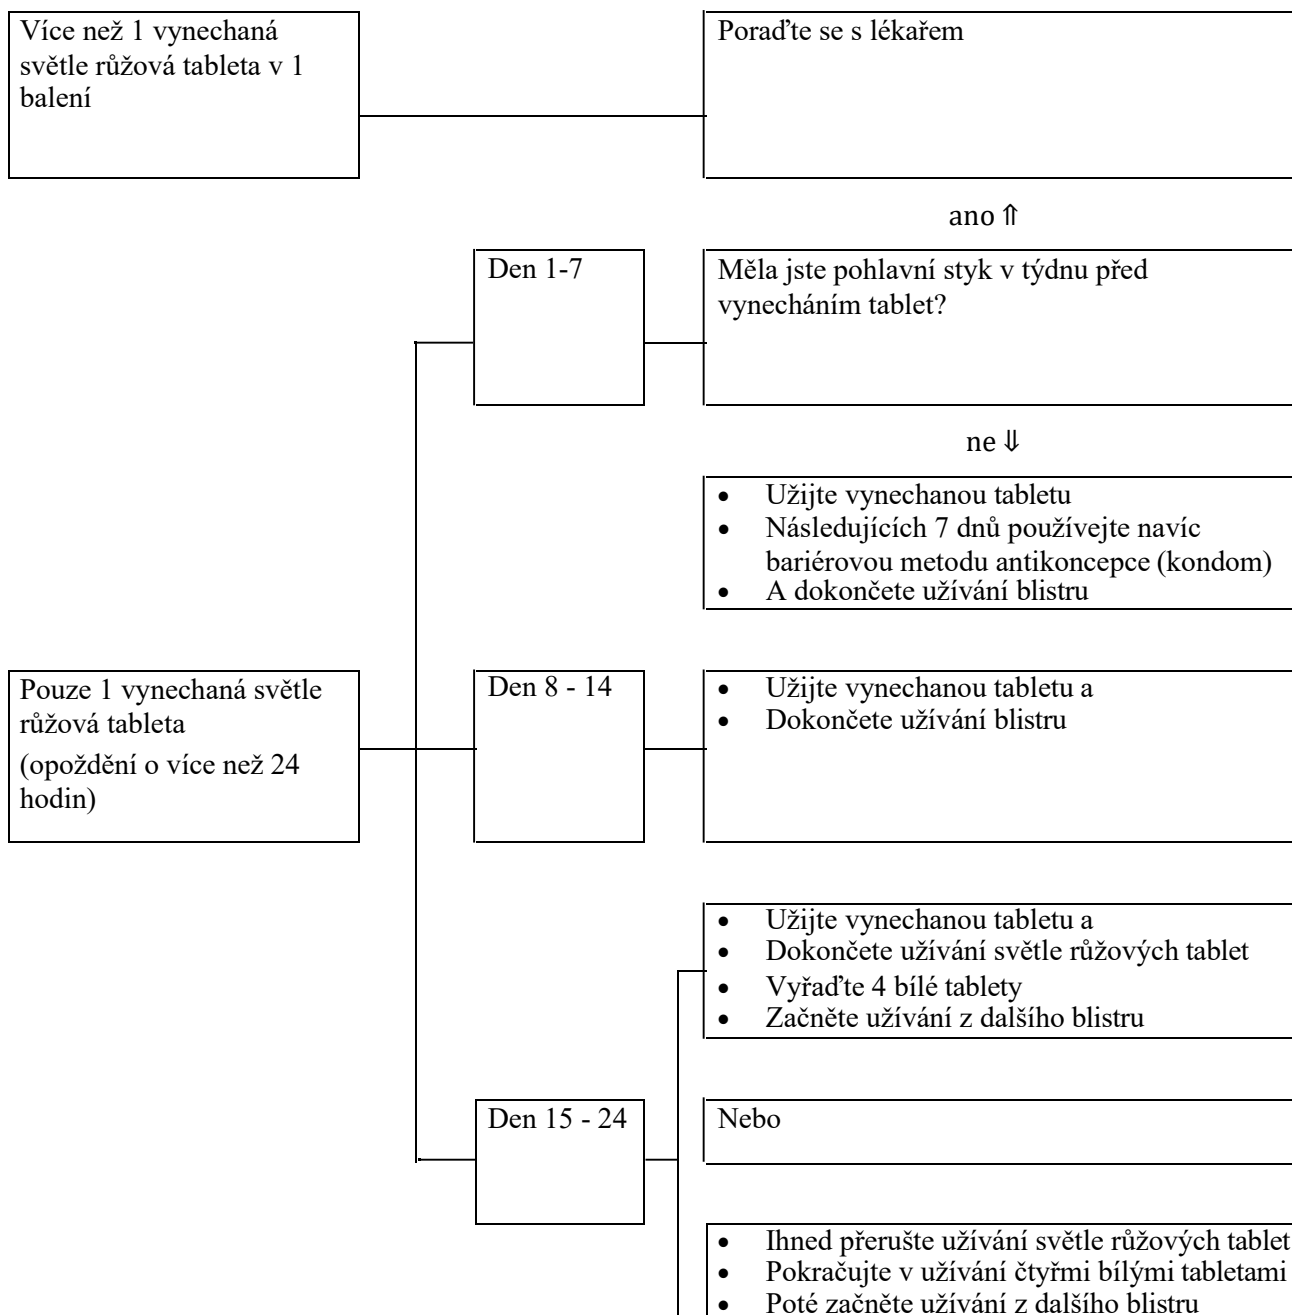 Více než 1 vynechaná
světle růžová tableta v 1
balení
Poraďte se s lékařem
ano ⇑
Den 1-7
Měla jste pohlavní styk v týdnu před
vynecháním tablet?
ne ⇓
• Užijte vynechanou tabletu
• Následujících 7 dnů používejte navíc
bariérovou metodu antikoncepce (kondom)
• A dokončete užívání blistru
Pouze 1 vynechaná světle
růžová tableta
(opoždění o více než 24
hodin)
Den 8 - 14
• Užijte vynechanou tabletu a
• Dokončete užívání blistru
• Užijte vynechanou tabletu a
• Dokončete užívání světle růžových tablet
• Vyřaďte 4 bílé tablety
• Začněte užívání z dalšího blistru
Den 15 - 24
Nebo
• Ihned přerušte užívání světle růžových tablet
• Pokračujte v užívání čtyřmi bílými tabletami
• Poté začněte užívání z dalšího blistru